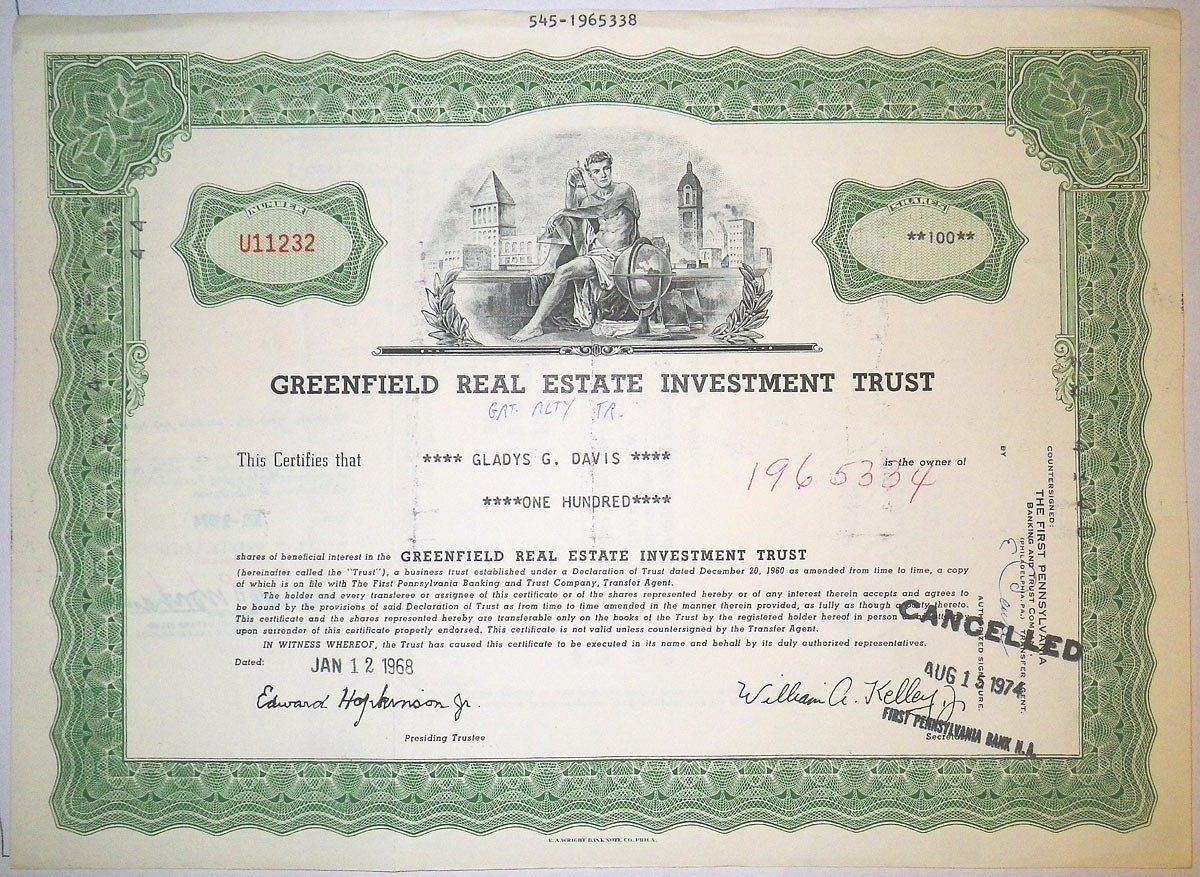 545-1965338
NUMBER
U11232
SHARES
**100**
GREENFIELD REAL ESTATE INVESTMENT TRUST
GRT. RLTY TR.
This Certifies that **** GLADYS G. DAVIS **** is the owner of
1965334
****ONE HUNDRED****
shares of beneficial interest in the GREENFIELD REAL ESTATE INVESTMENT TRUST
(hereinafter called the "Trust"), a business trust established under a Declaration of Trust dated December 20, 1960 as amended from time to time, a copy
of which is on file with The First Pennsylvania Banking and Trust Company, Transfer Agent.
The holder and every transferee or assignee of this certificate or of the shares represented hereby or of any interest therein accepts and agrees to
be bound by the provisions of said Declaration of Trust as from time to time amended in the manner therein provided, as fully as though a thereto.
This certificate and the shares represented hereby are transferable only on the books of the Trust by the registered holder hereof in person
upon surrender of this certificate properly endorsed. This certificate is not valid unless countersigned by the Transfer Agent.
IN WITNESS WHEREOF, the Trust has caused this certificate to be executed in its name and behalf by its duly authorized representatives.
Dated: JAN 12 1968
Edward Hopkinson Jr.
Presiding Trustee
William A. Kelley, Jr.
Secretary
COUNTERSIGNED:
THE FIRST PENNSYLVANIA
BANKING AND TRUST COMPANY,
(PHILADELPHIA, PA.) TRANSFER AGENT.
BY
AUTHORIZED SIGNATURE.
CANCELLED
AUG 15 1974
FIRST PENNSYLVANIA BANK N.A.
E. A. WRIGHT BANK NOTE CO. PHILA.